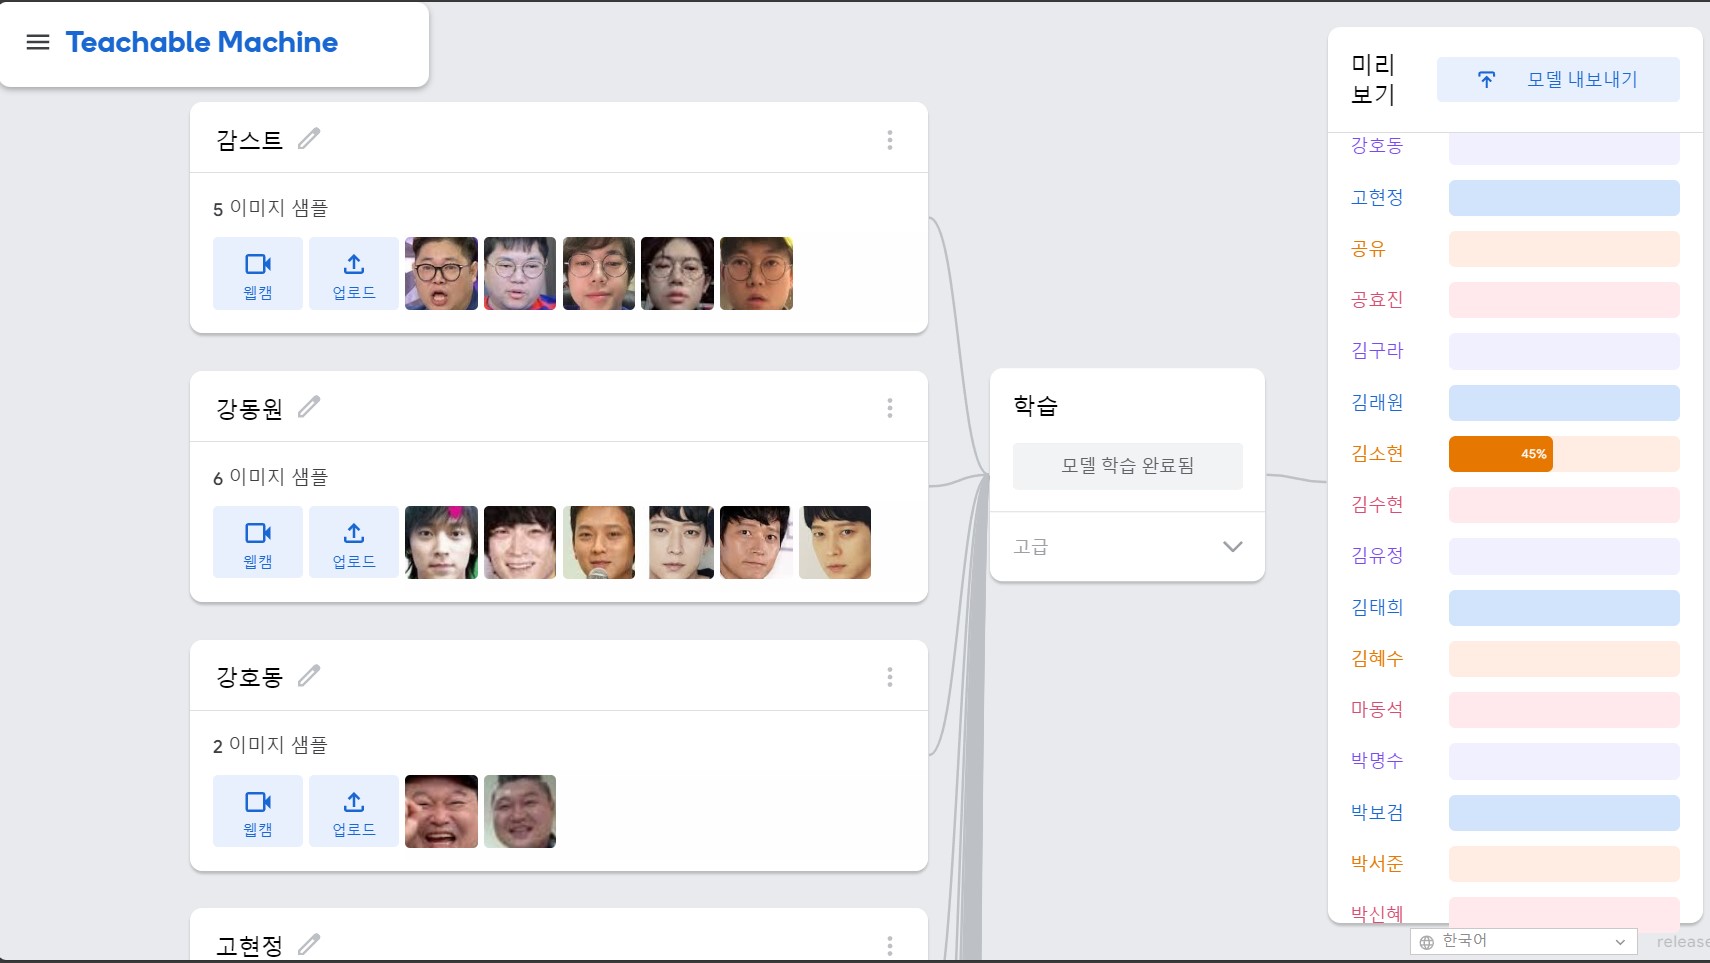 Teachable Machine
감스트
5 이미지 샘플
웹캠
업로드
강동원
6 이미지 샘플
웹캠
업로드
강호동
2 이미지 샘플
웹캠
업로드
고현정
학습
모델 학습 완료됨
고급
미리
보기
모델 내보내기
강호동
고현정
공유
공효진
김구라
김래원
김소현
45%
김수현
김유정
김태희
김혜수
마동석
박명수
박보검
박서준
박신혜
한국어
release